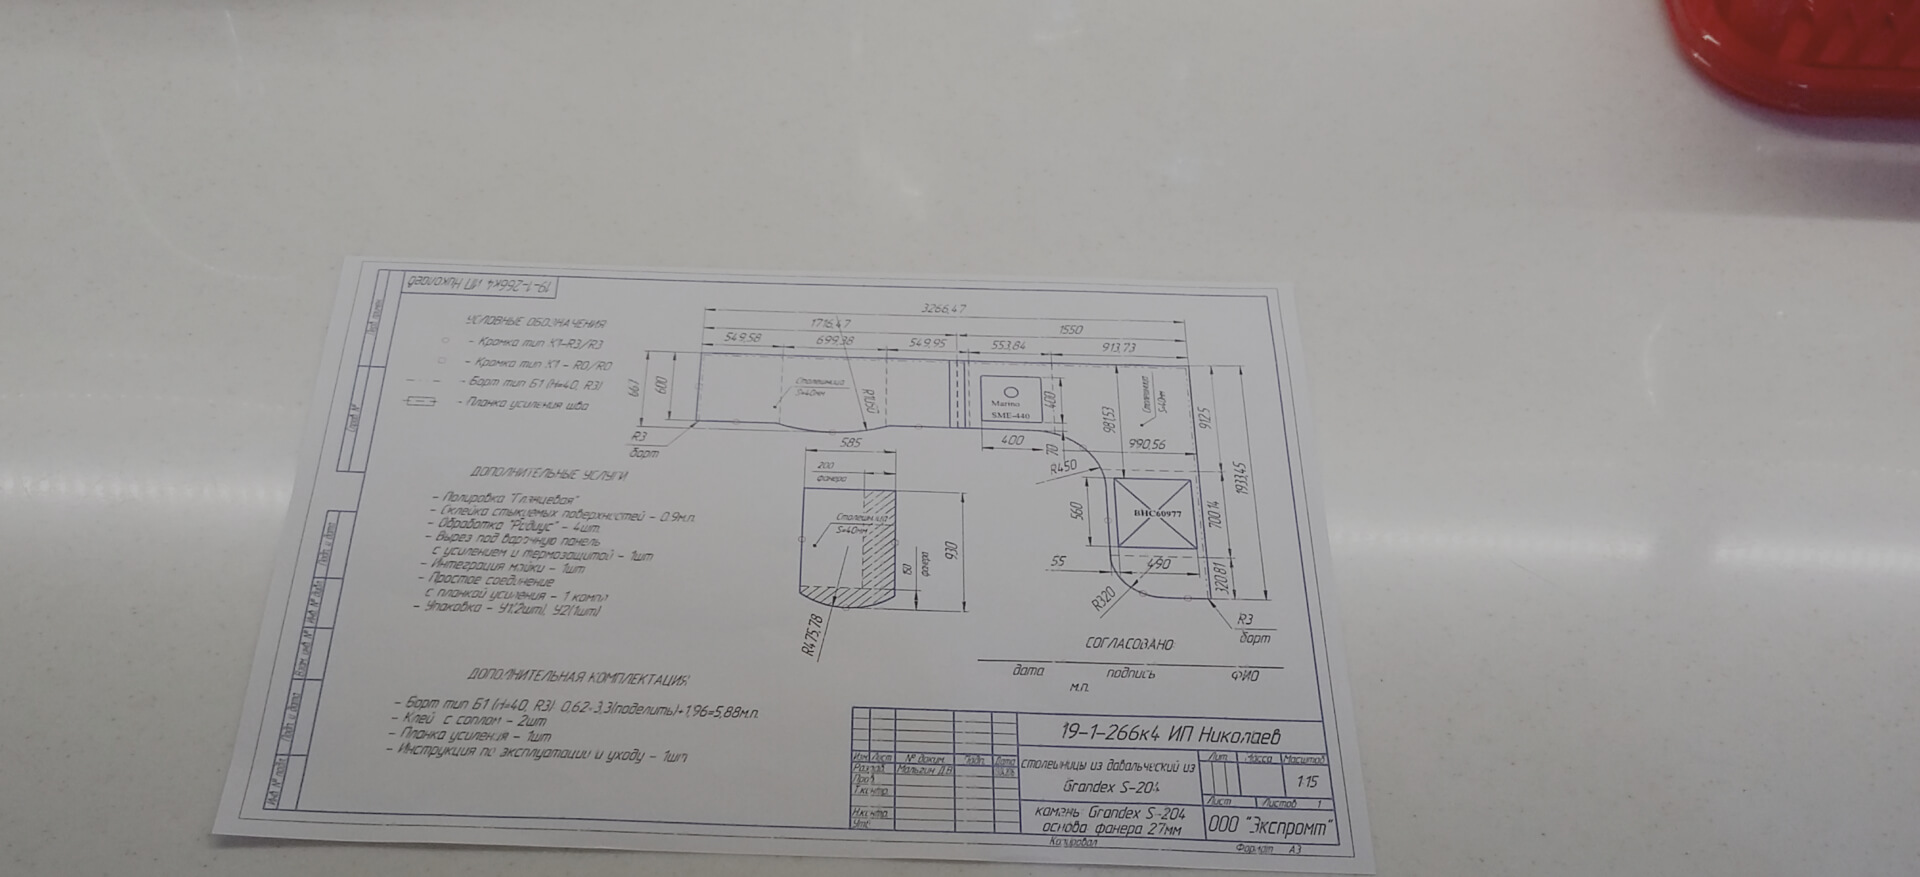 19-1-266к4 ИП Николаев
УСЛОВНЫЕ ОБОЗНАЧЕНИЯ
- Кромка тип К1-R3/R3
- Кромка тип К1 - R0/R0
- Борт тип Б1 (Н=40, R3)
- Планка усиления шва
3266,47
1716,47
1550
549,58
699,98
549,95
553,84
913,73
667
600
Столешница
S=40мм
Marino
SME-440
400
400
70
R3
борт
R450
981,53
990,56
Столешница
S=40мм
912,5
1933,45
700,14
320,81
560
BHC60977
55
490
R320
R3
борт
585
200
фанера
Столешница
S=40мм
930
фанера
R475,78
ДОПОЛНИТЕЛЬНЫЕ УСЛУГИ
- Полировка "Глянцевая"
- Склейка стыкуемых поверхностей - 0.9м.п.
- Обработка "Радиус" - 4шт.
- Вырез под варочную панель
с усилением и термозащитой - 1шт
- Интеграция мойки - 1шт
- Простое соединение
с планкой усиления - 1 компл
- Упаковка - У1(2шт), У2(1шт)
ДОПОЛНИТЕЛЬНАЯ КОМПЛЕКТАЦИЯ
- Борт тип Б1 (Н=40, R3) 0,62+3,3(поделить)+1,96=5,88м.п.
- Клей с соплом - 2шт
- Планка усиления - 1шт
- Инструкция по эксплуатации и уходу - 1шт
СОГЛАСОВАНО
дата подпись ФИО
м.п.
19-1-266к4 ИП Николаев
Изм Лист № докум. Подп. Дата
Разраб. Малыгин Д.В.
Пров.
Т.контр.
Н.контр.
Утв.
столешницы из давальческий из
Grandex S-204
Лит. Масса Масштаб
1:15
Лист Листов 1
камень Grandex S-204
основа фанера 27мм
ООО "Экспромт"
Копировал
Формат А3